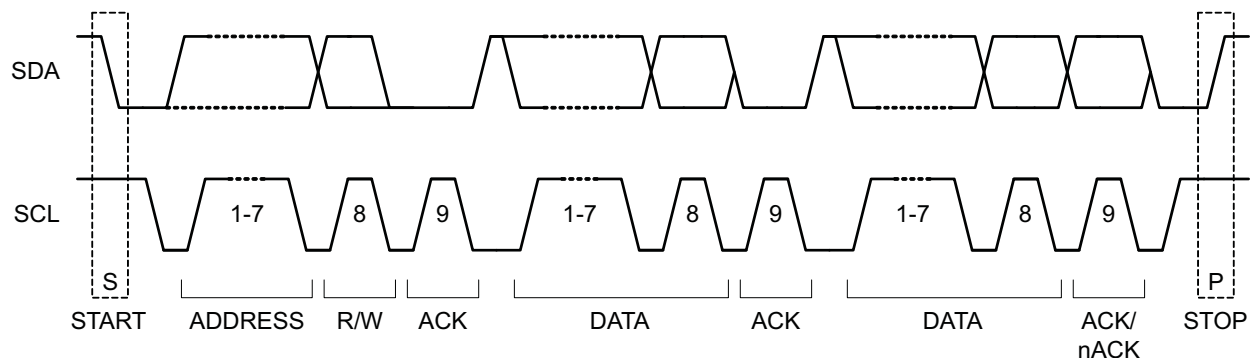 SDA
SCL
1-7
8
9
1-7
8
9
1-7
8
9
S
P
START
ADDRESS
R/W
ACK
DATA
ACK
DATA
ACK/
nACK
STOP